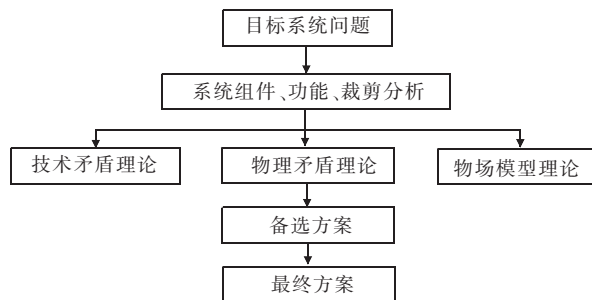 目标系统问题
系统组件、功能、裁剪分析
技术矛盾理论
物理矛盾理论
物场模型理论
备选方案
最终方案